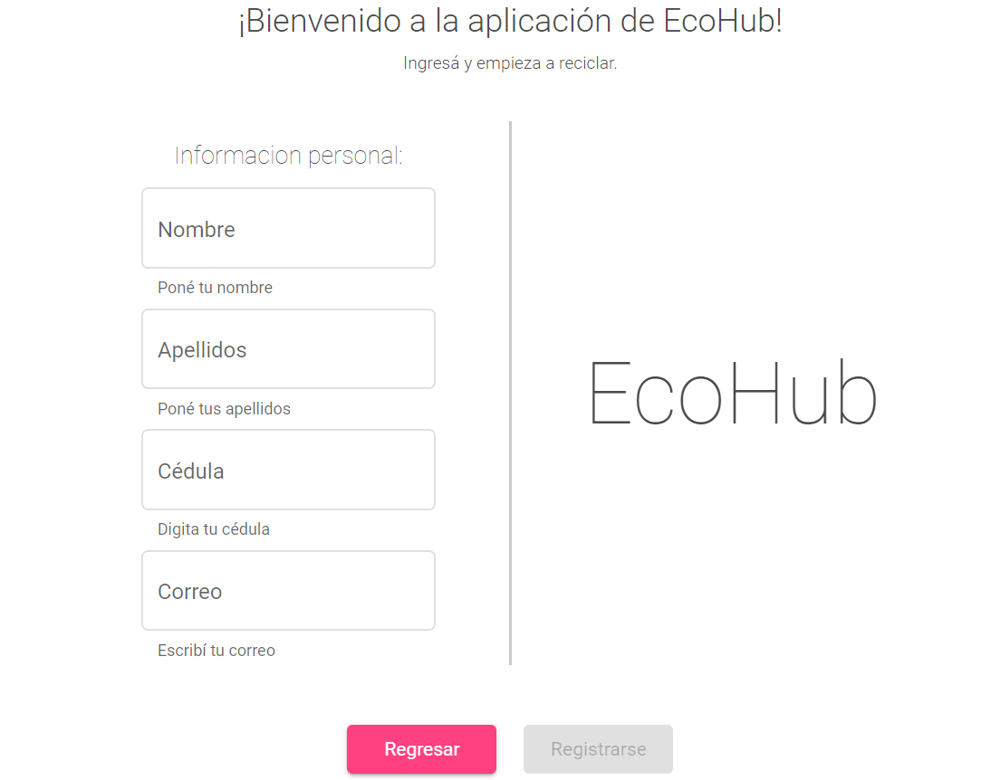 ¡Bienvenido a la aplicación de EcoHub!
Ingresá y empieza a reciclar.
Informacion personal:
Nombre
Poné tu nombre
Apellidos
Poné tus apellidos
Cédula
Digita tu cédula
Correo
Escribí tu correo
EcoHub
Regresar
Registrarse